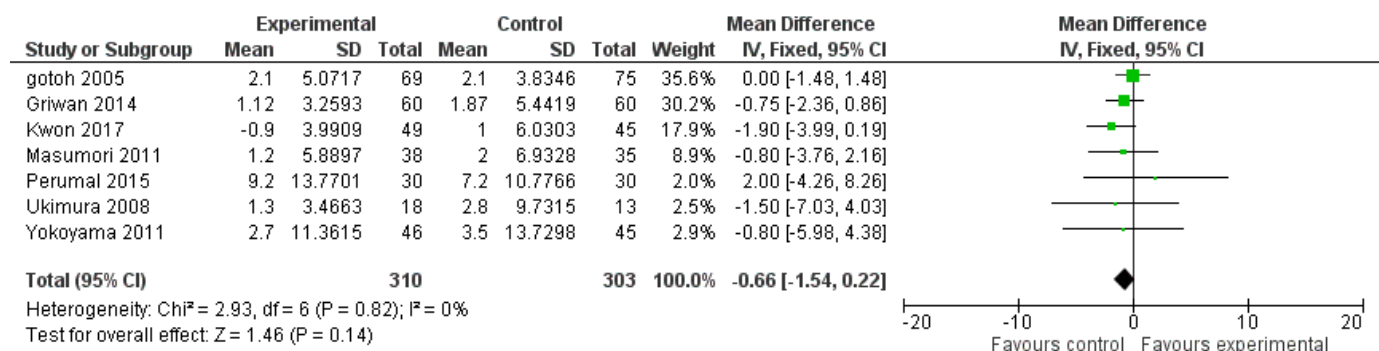 Experimental Control Mean Difference Mean Difference
Study or Subgroup Mean SD Total Mean SD Total Weight IV, Fixed, 95% CI IV, Fixed, 95% CI
gotoh 2005 2.1 5.0717 69 2.1 3.8346 75 35.6% 0.00 [-1.48, 1.48]
Griwan 2014 1.12 3.2593 60 1.87 5.4419 60 30.2% -0.75 [-2.36, 0.86]
Kwon 2017 -0.9 3.9909 49 1 6.0303 45 17.9% -1.90 [-3.99, 0.19]
Masumori 2011 1.2 5.8897 38 2 6.9328 35 8.9% -0.80 [-3.76, 2.16]
Perumal 2015 9.2 13.7701 30 7.2 10.7766 30 2.0% 2.00 [-4.26, 8.26]
Ukimura 2008 1.3 3.4663 18 2.8 9.7315 13 2.5% -1.50 [-7.03, 4.03]
Yokoyama 2011 2.7 11.3615 46 3.5 13.7298 45 2.9% -0.80 [-5.98, 4.38]
Total (95% CI) 310 303 100.0% -0.66 [-1.54, 0.22]
Heterogeneity: Chi² = 2.93, df = 6 (P = 0.82); I² = 0%
Test for overall effect: Z = 1.46 (P = 0.14)
-20 -10 0 10 20
Favours control Favours experimental